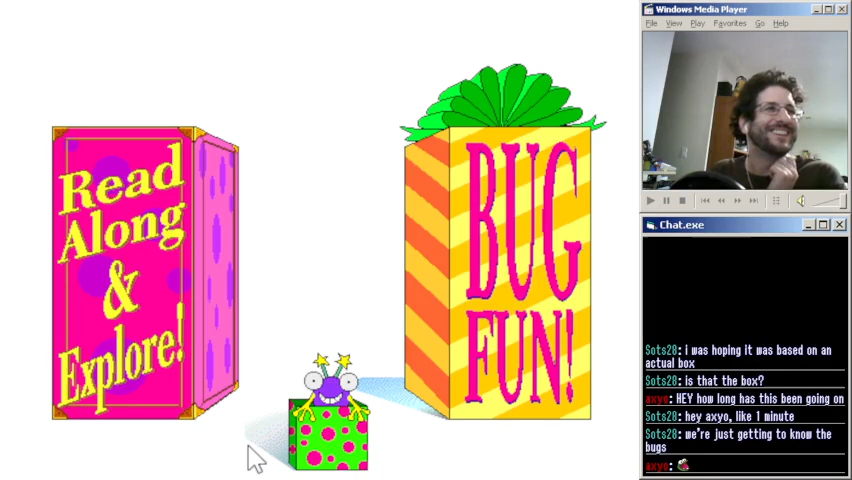 Read
Along
&
Explore!
BUG
FUN!
Windows Media Player
File View Play Favorites Go Help
Chat.exe
Sots28: i was hoping it was based on an
actual box
Sots28: is that the box?
axyo: HEY how long has this been going on
Sots28: hey axyo, like 1 minute
Sots28: we're just getting to know the
bugs
axyo: